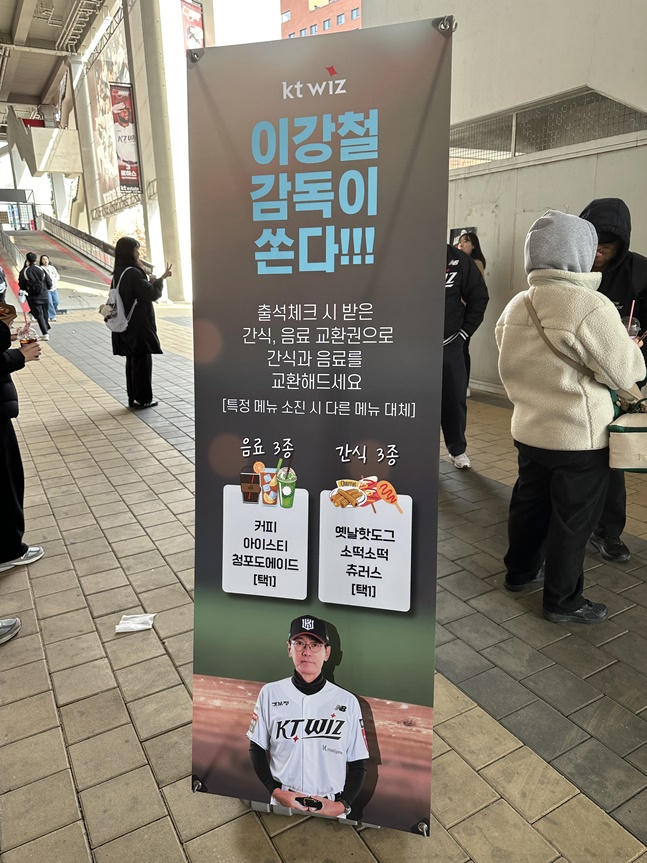 kt wiz
이강철
감독이
쏜다!!!
출석체크 시 받은
간식, 음료 교환권으로
간식과 음료를
교환해드세요
[특정 메뉴 소진 시 다른 메뉴 대체]
음료 3종
간식 3종
커피
아이스티
청포도에이드
[택1]
옛날핫도그
소떡소떡
츄러스
[택1]
KT WIZ